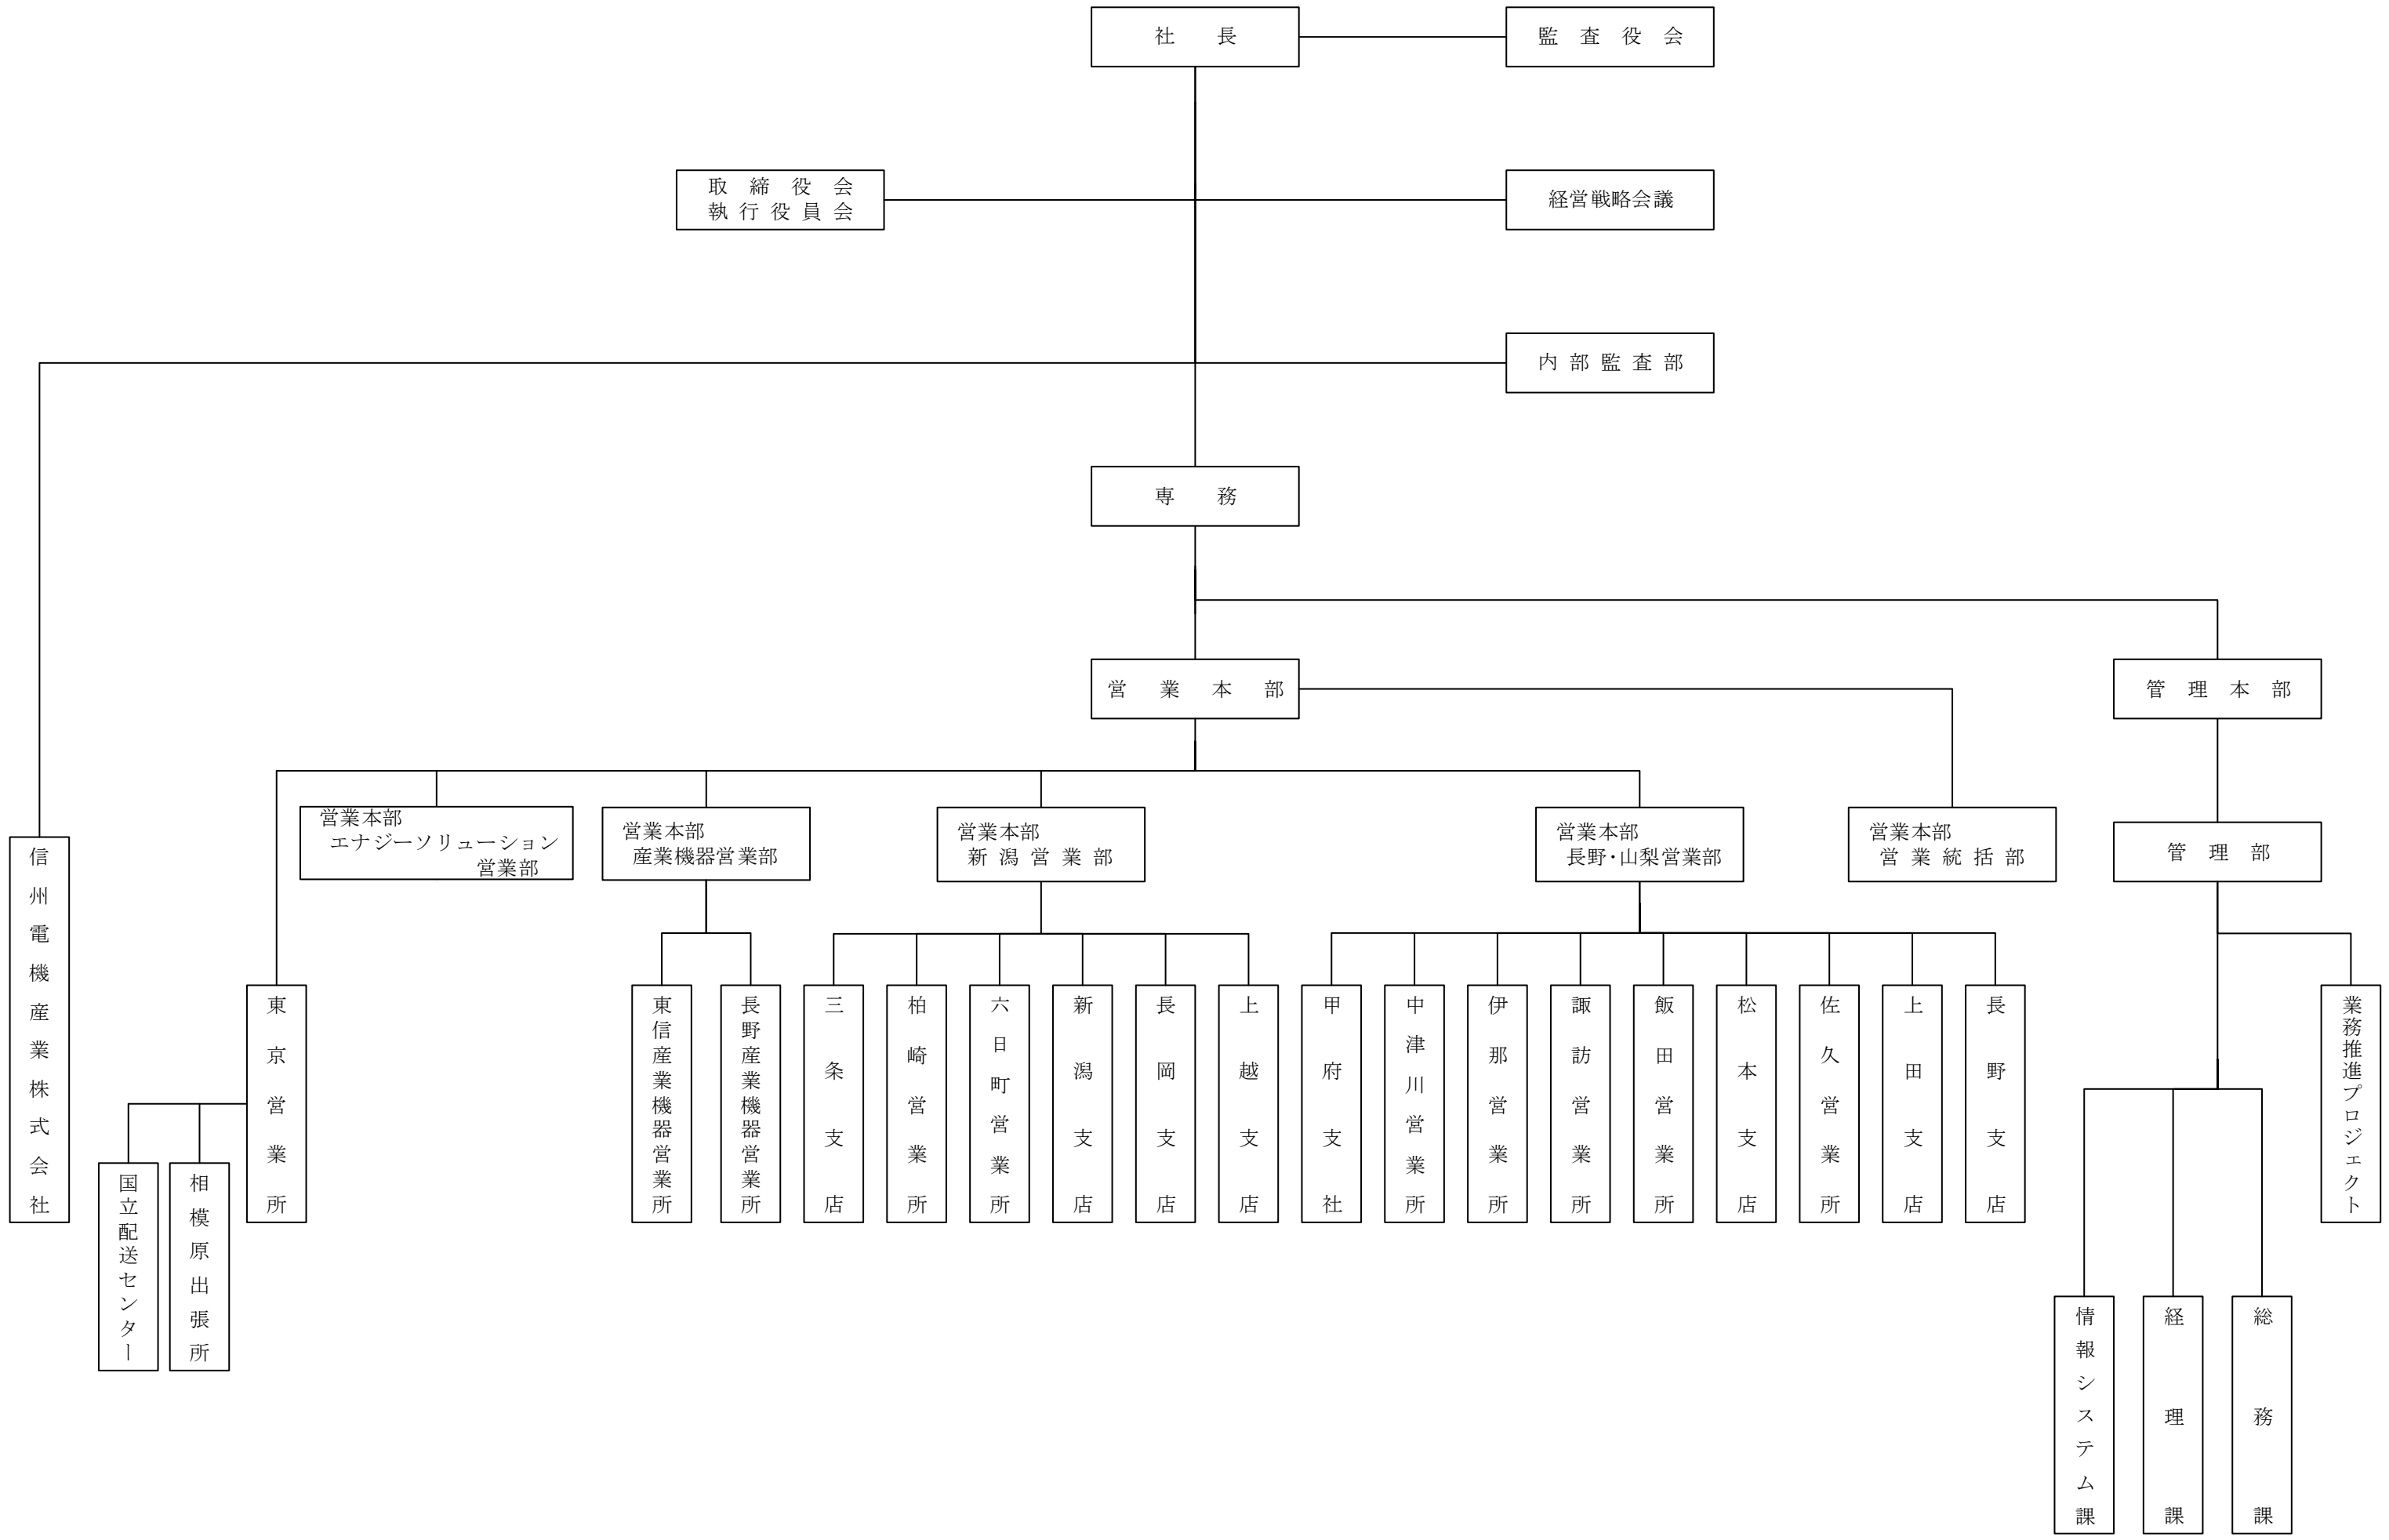 社長
監査役会
取締役会
執行役員会
経営戦略会議
内部監査部
専務
営業本部
管理本部
営業本部
エナジーソリューション
営業部
営業本部
産業機器営業部
営業本部
新潟営業部
営業本部
長野・山梨営業部
営業本部
営業統括部
管理部
信州電機産業株式会社
東京営業所
東信産業機器営業所
長野産業機器営業所
三条支店
柏崎営業所
六日町営業所
新潟支店
長岡支店
上越支店
甲府支社
中津川営業所
伊那営業所
諏訪営業所
飯田営業所
松本支店
佐久営業所
上田支店
長野支店
業務推進プロジェクト
国立配送センター
相模原出張所
情報システム課
経理課
総務課